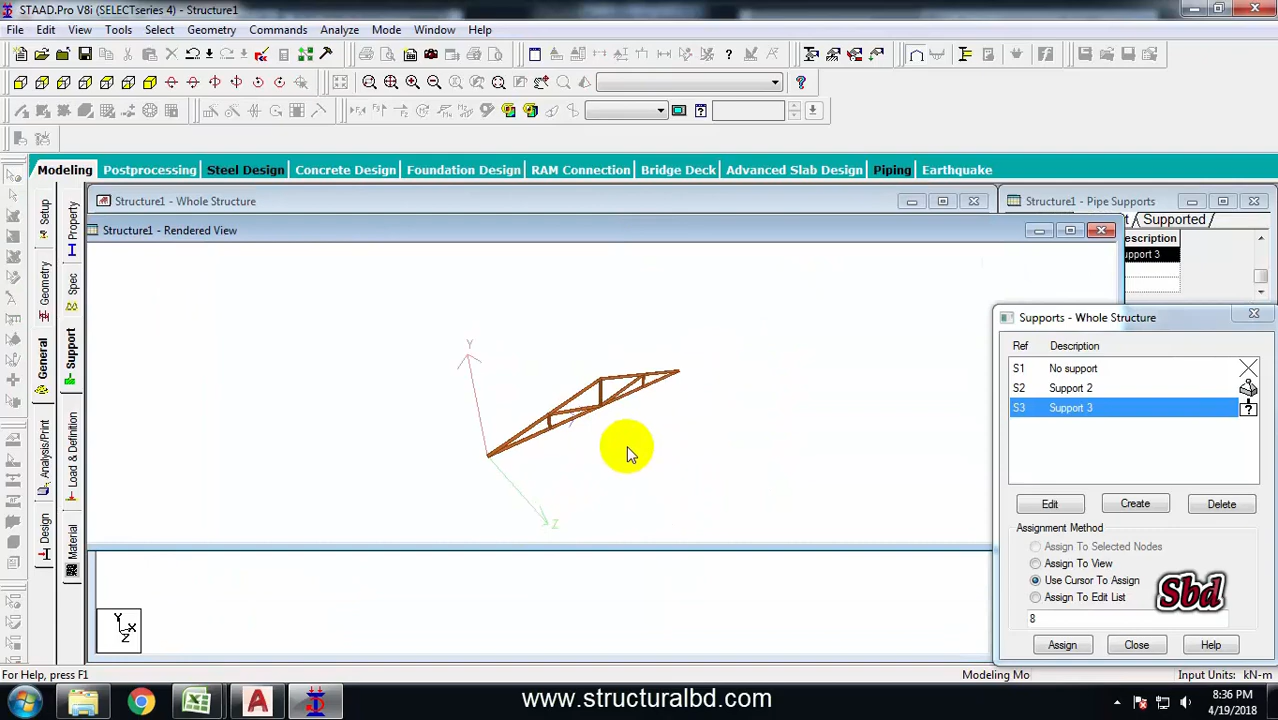 STAAD.Pro V8i (SELECTseries 4) - Structure1
File Edit View Tools Select Geometry Commands Analyze Mode Window Help
Modeling Postprocessing Steel Design Concrete Design Foundation Design RAM Connection Bridge Deck Advanced Slab Design Piping Earthquake
Structure1 - Whole Structure
Structure1 - Pipe Supports
Structure1 - Rendered View
Supported
escription
upport 3
Setup
Geometry
General
Analysis/Print
Design
Property
Spec
Support
Load & Definition
Material
Y
Z
Supports - Whole Structure
Ref Description
S1 No support
S2 Support 2
S3 Support 3
Edit Create Delete
Assignment Method
Assign To Selected Nodes
Assign To View
Use Cursor To Assign
Assign To Edit List
8
Assign Close Help
Sbd
Y
X
Z
For Help, press F1
Modeling Mo
Input Units: kN-m
www.structuralbd.com
8:36 PM
4/19/2018